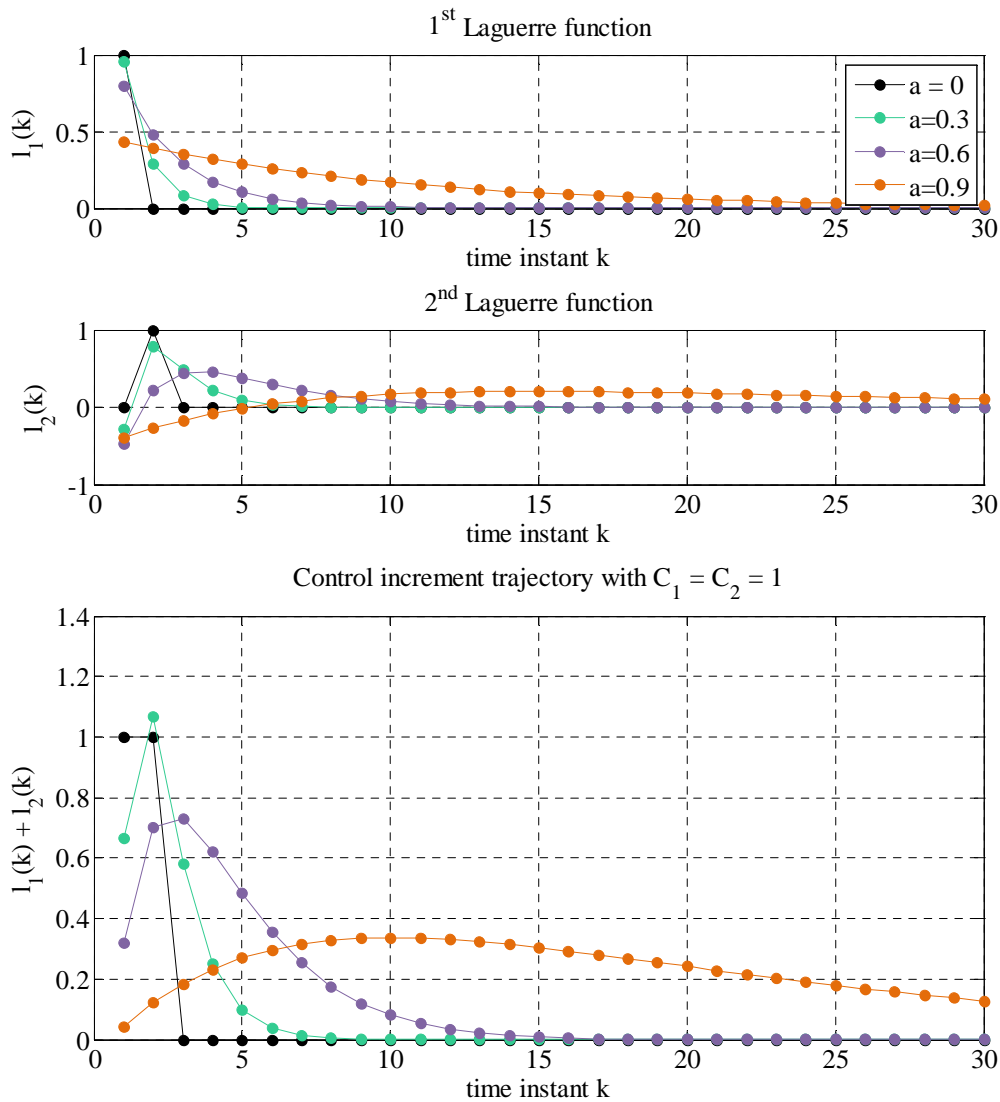 1st Laguerre function
l1(k)
1
0.5
0
a = 0
a=0.3
a=0.6
a=0.9
0 5 10 15 20 25 30
time instant k
2nd Laguerre function
l2(k)
1
0
-1
0 5 10 15 20 25 30
time instant k
Control increment trajectory with C1 = C2 = 1
l1(k) + l2(k)
1.4
1.2
1
0.8
0.6
0.4
0.2
0
0 5 10 15 20 25 30
time instant k